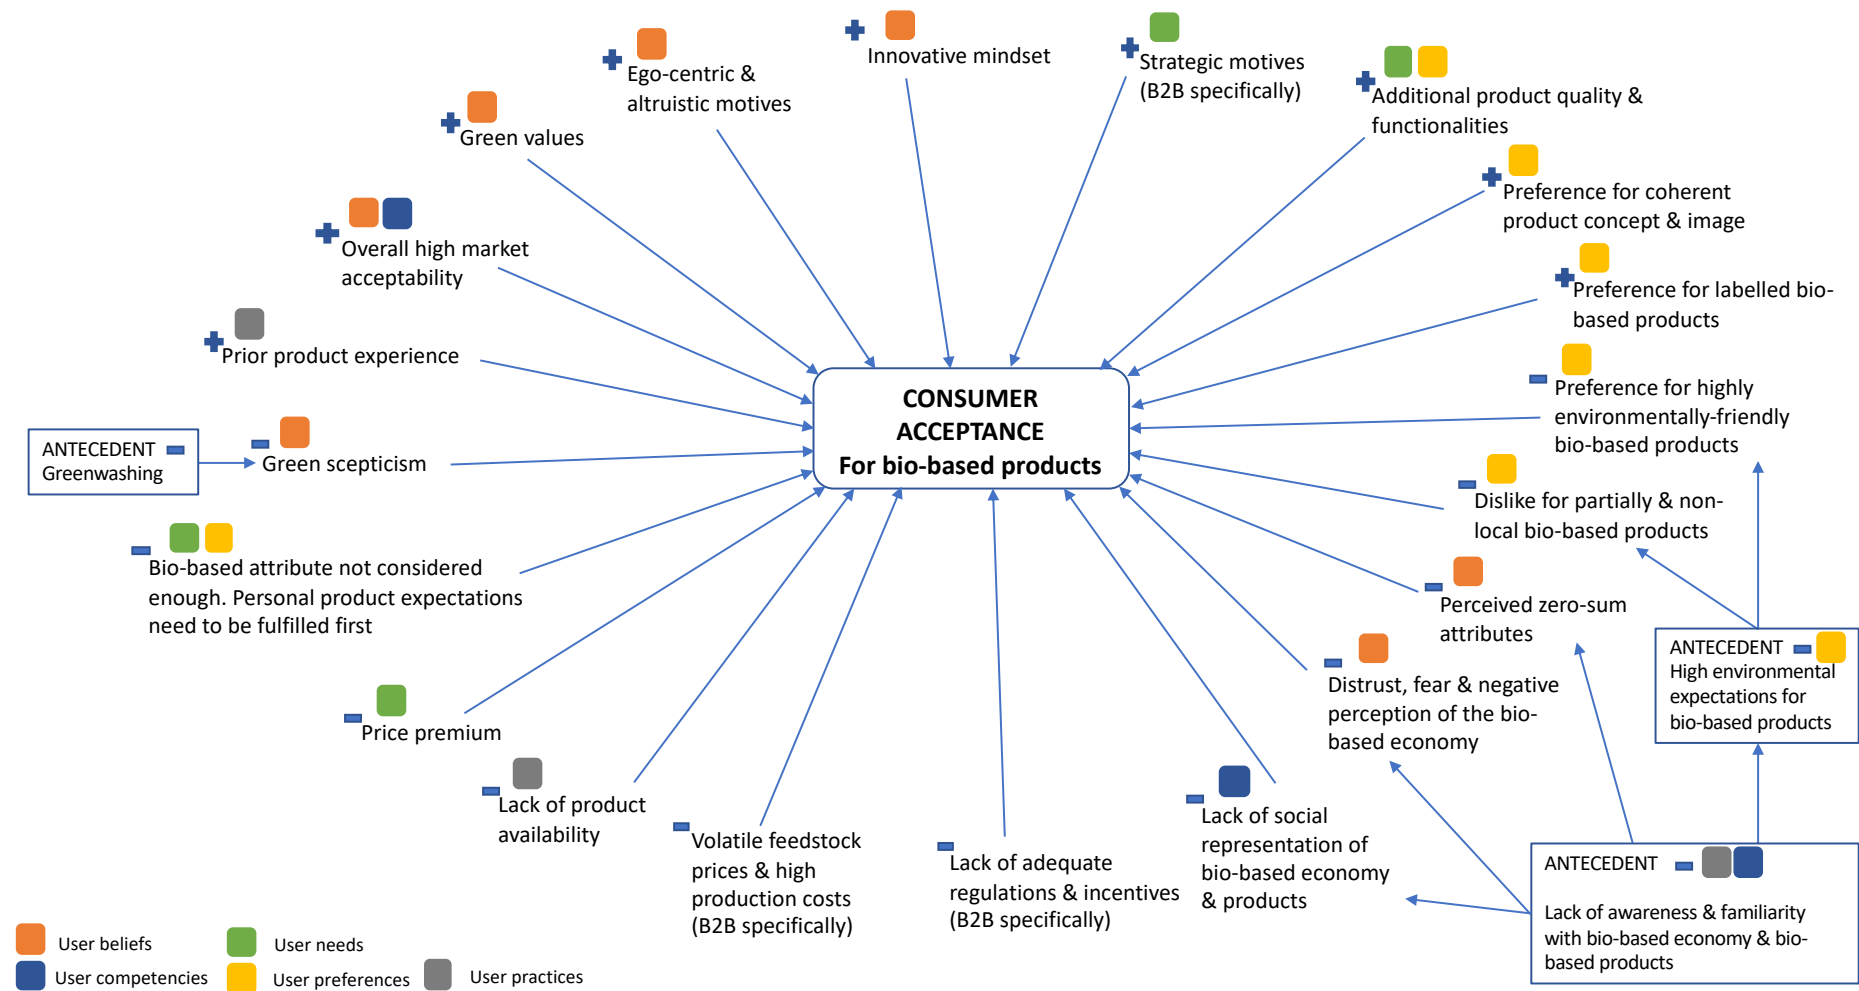 Innovative mindset
Ego-centric &
altruistic motives
Strategic motives
(B2B specifically)
Additional product quality &
functionalities
Green values
Preference for coherent
product concept & image
Overall high market
acceptability
Preference for labelled bio-
based products
Prior product experience
Preference for highly
environmentally-friendly
bio-based products
CONSUMER
ACCEPTANCE
For bio-based products
ANTECEDENT
Greenwashing
Green scepticism
Dislike for partially & non-
local bio-based products
Bio-based attribute not considered
enough. Personal product expectations
need to be fulfilled first
Perceived zero-sum
attributes
ANTECEDENT
High environmental
expectations for
bio-based products
Distrust, fear & negative
perception of the bio-
based economy
Price premium
Lack of product
availability
Volatile feedstock
prices & high
production costs
(B2B specifically)
Lack of adequate
regulations & incentives
(B2B specifically)
Lack of social
representation of
bio-based economy
& products
ANTECEDENT
Lack of awareness & familiarity
with bio-based economy & bio-
based products
User beliefs
User needs
User competencies
User preferences
User practices